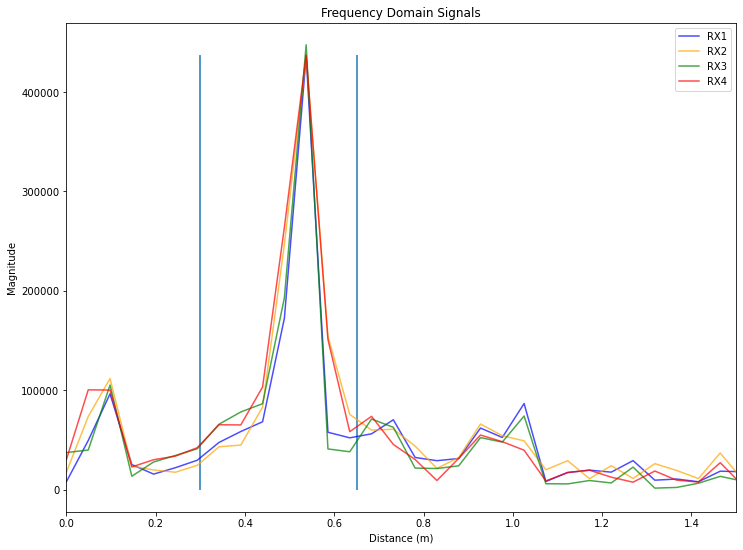 Frequency Domain Signals
RX1
RX2
RX3
RX4
Magnitude
400000
300000
200000
100000
0
0.0 0.2 0.4 0.6 0.8 1.0 1.2 1.4
Distance (m)